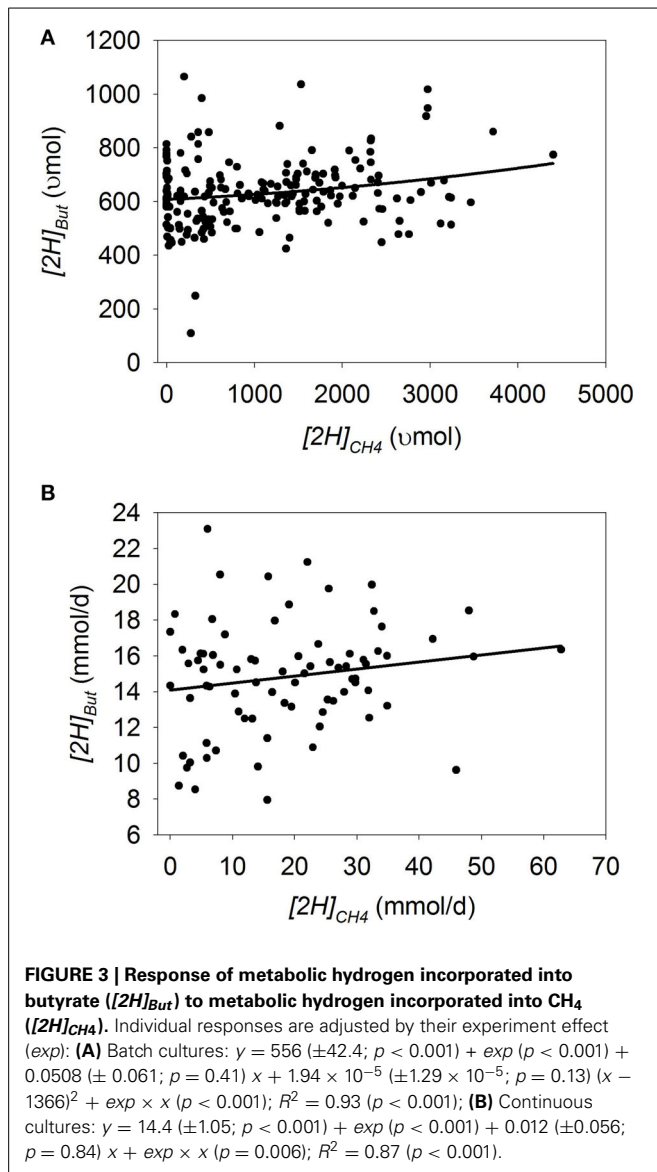 A
1200
1000
800
600
400
200
0
[2H]But (υmol)
0 1000 2000 3000 4000 5000
[2H]CH4 (υmol)
B
24
22
20
18
16
14
12
10
8
6
[2H]But (mmol/d)
0 10 20 30 40 50 60 70
[2H]CH4 (mmol/d)
FIGURE 3 | Response of metabolic hydrogen incorporated into
butyrate ([2H]But) to metabolic hydrogen incorporated into CH4
([2H]CH4). Individual responses are adjusted by their experiment effect
(exp): (A) Batch cultures: y = 556 (±42.4; p < 0.001) + exp (p < 0.001) +
0.0508 (± 0.061; p = 0.41) x + 1.94 × 10−5 (±1.29 × 10−5; p = 0.13) (x −
1366)2 + exp × x (p < 0.001); R2 = 0.93 (p < 0.001); (B) Continuous
cultures: y = 14.4 (±1.05; p < 0.001) + exp (p < 0.001) + 0.012 (±0.056;
p = 0.84) x + exp × x (p = 0.006); R2 = 0.87 (p < 0.001).